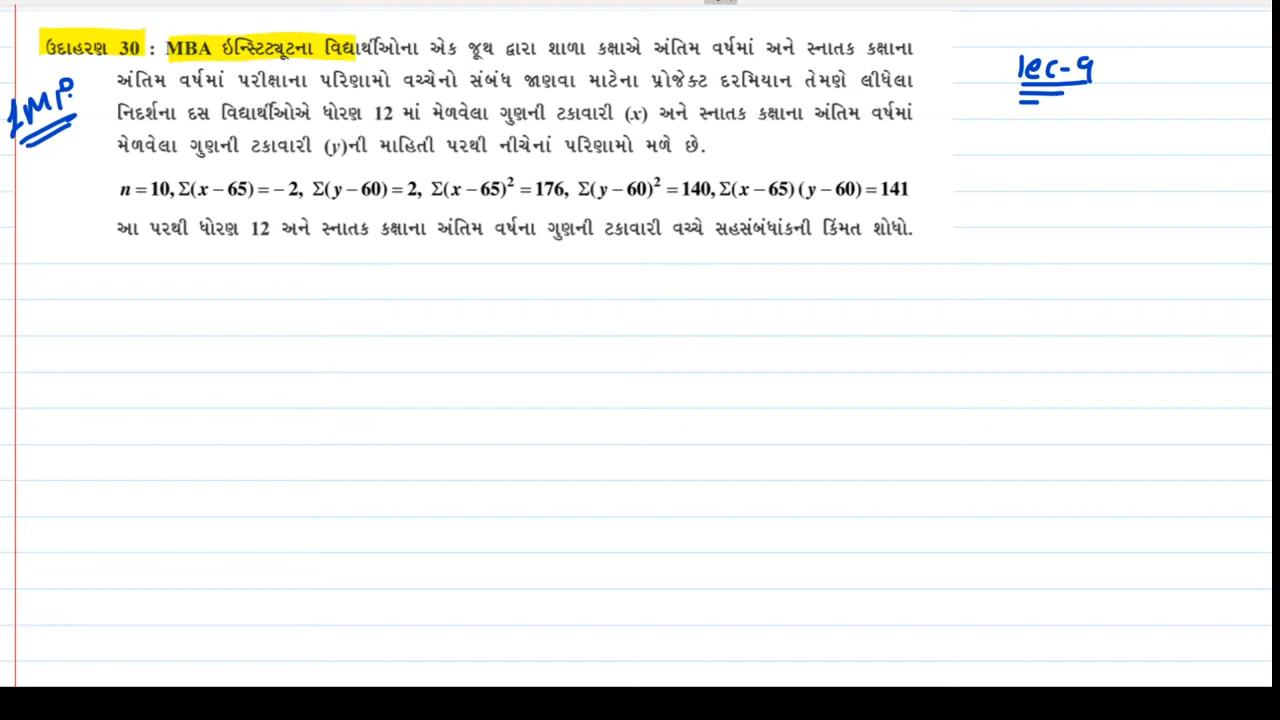 ઉદાહરણ 30 : MBA ઇન્સ્ટિટ્યૂટના વિદ્યાર્થીઓના એક જૂથ દ્વારા શાળા કક્ષાએ અંતિમ વર્ષમાં અને સ્નાતક કક્ષાના
lec-9
અંતિમ વર્ષમાં પરીક્ષાના પરિણામો વચ્ચેનો સંબંધ જાણવા માટેના પ્રોજેક્ટ દરમિયાન તેમણે લીધેલા
IMP.
નિદર્શના દસ વિદ્યાર્થીઓએ ધોરણ 12 માં મેળવેલા ગુણની ટકાવારી (x) અને સ્નાતક કક્ષાના અંતિમ વર્ષમાં
મેળવેલા ગુણની ટકાવારી (y)ની માહિતી પરથી નીચેનાં પરિણામો મળે છે.
n = 10, Σ(x − 65) = − 2, Σ(y − 60) = 2, Σ(x − 65)² = 176, Σ(y − 60)² = 140, Σ(x − 65) (y − 60) = 141
આ પરથી ધોરણ 12 અને સ્નાતક કક્ષાના અંતિમ વર્ષના ગુણની ટકાવારી વચ્ચે સહસંબંધાંકની કિંમત શોધો.